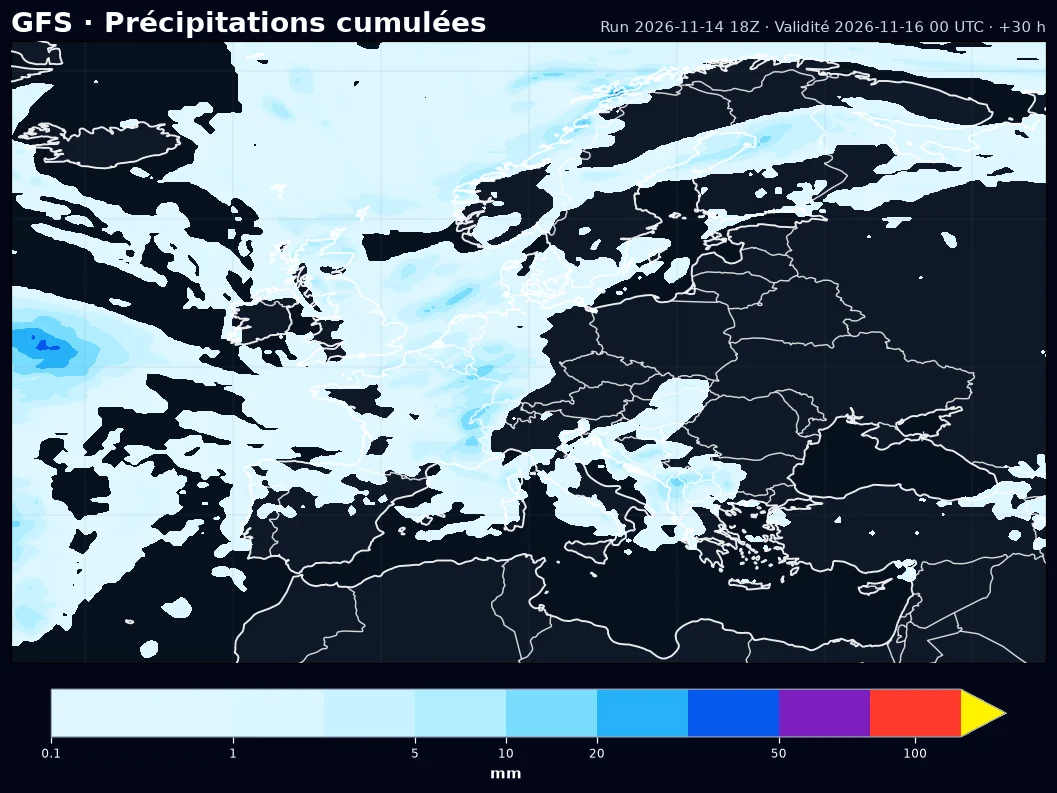 GFS · Précipitations cumulées
Run 2026-11-14 18Z · Validité 2026-11-16 00 UTC · +30 h
0.1 1 5 10 20 50 100
mm